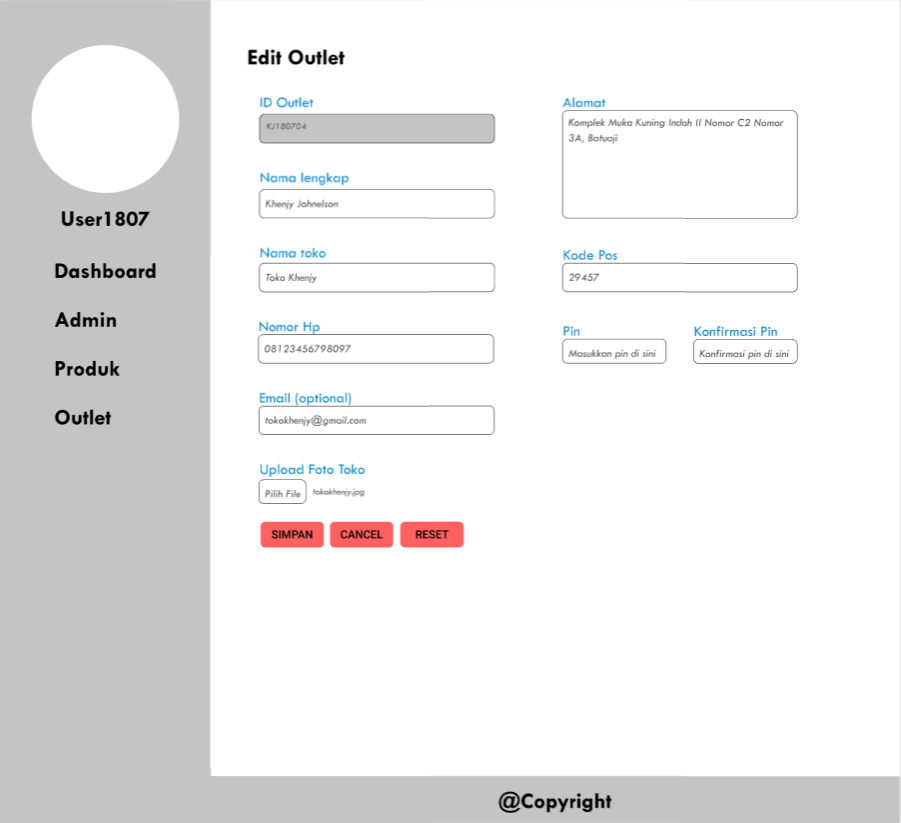 User1807
Dashboard
Admin
Produk
Outlet
Edit Outlet
ID Outlet
KJ180704
Nama lengkap
Khenjy Johnelson
Nama toko
Toko Khenjy
Nomor Hp
08123456798097
Email (optional)
tokokhenjy@gmail.com
Upload Foto Toko
Pilih File tokokhenjy.jpg
SIMPAN CANCEL RESET
Alamat
Komplek Muka Kuning Indah II Nomor C2 Nomor
3A, Batuaji
Kode Pos
29457
Pin Konfirmasi Pin
Masukkan pin di sini Konfirmasi pin di sini
@Copyright